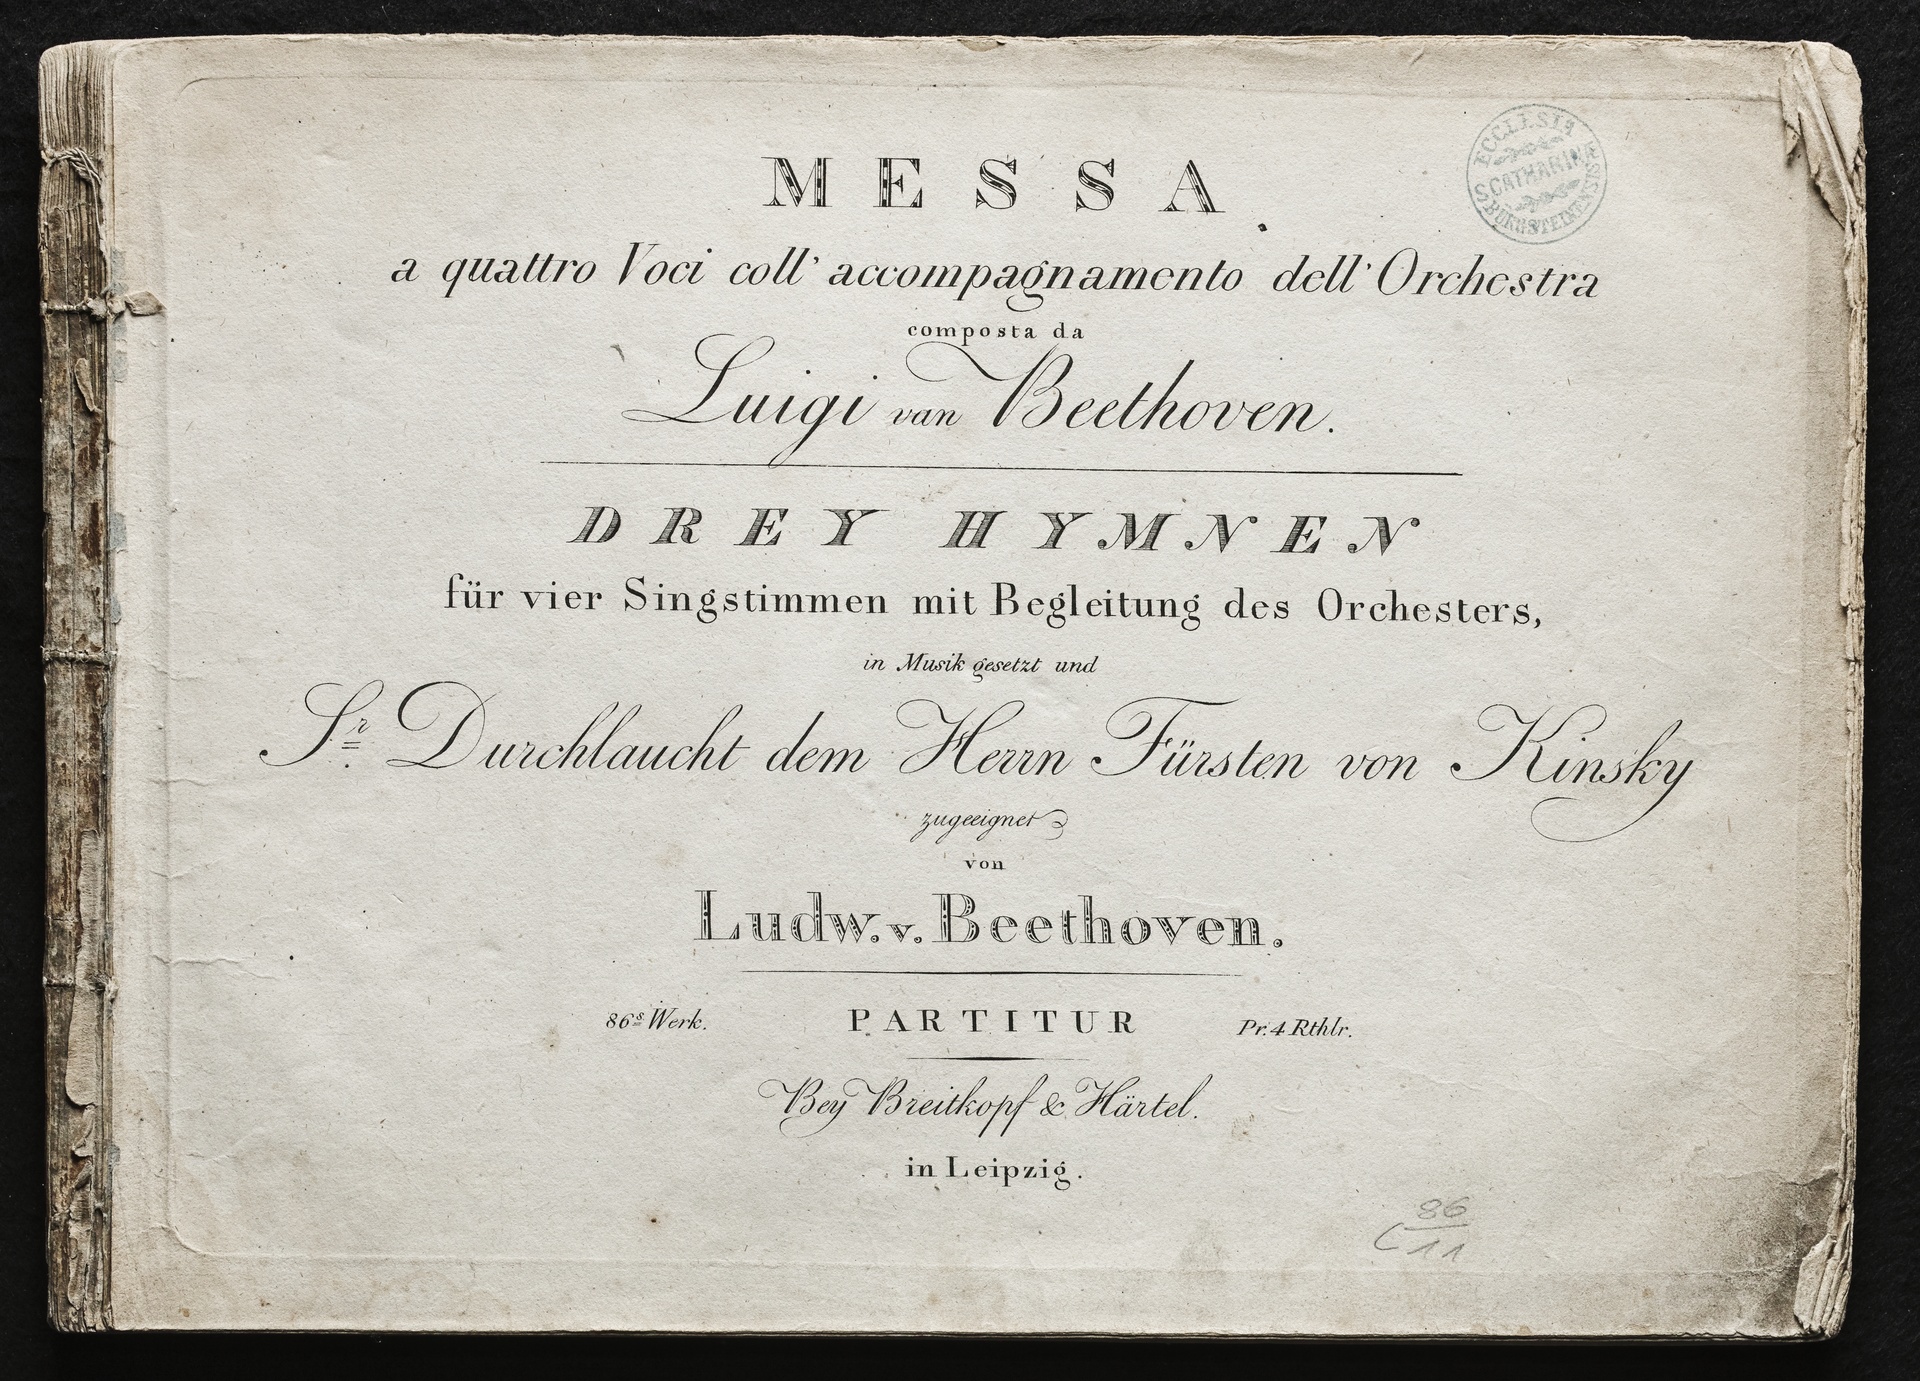 MESSA
a quattro Voci coll' accompagnamento dell' Orchestra
composta da
Luigi van Beethoven.
DREY HYMNEN
für vier Singstimmen mit Begleitung des Orchesters,
in Musik gesetzt und
Sr. Durchlaucht dem Herrn Fürsten von Kinsky
zugeeignet
von
Ludw. v. Beethoven.
86s Werk. PARTITUR Pr. 4 Rthlr.
Bey Breitkopf & Härtel.
in Leipzig.
ECCLESIA
S. CATHARINÆ
86
11